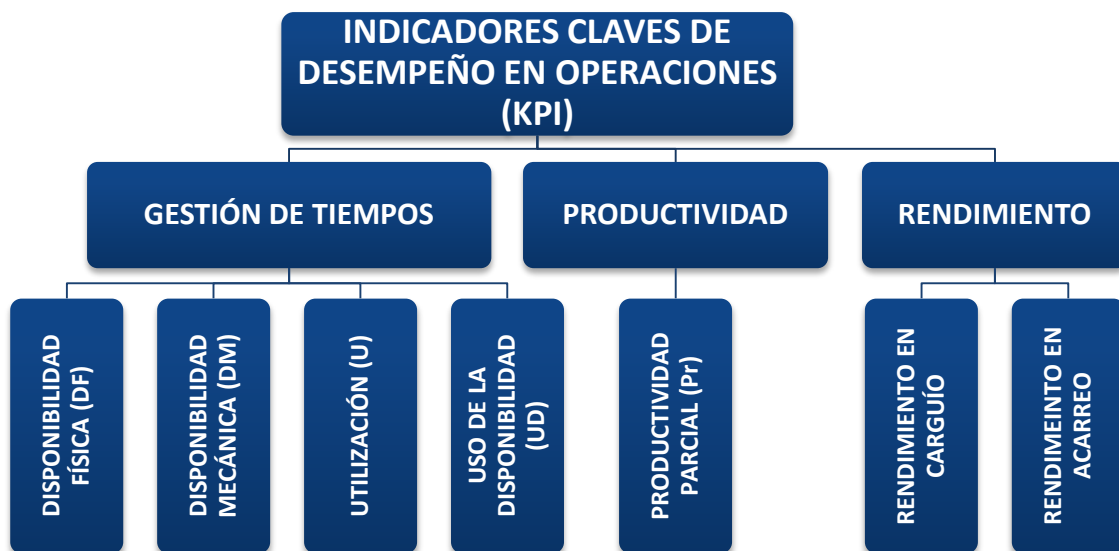 INDICADORES CLAVES DE
DESEMPEÑO EN OPERACIONES
(KPI)
GESTIÓN DE TIEMPOS
PRODUCTIVIDAD
RENDIMIENTO
DISPONIBILIDAD
FÍSICA (DF)
DISPONIBILIDAD
MECÁNICA (DM)
UTILIZACIÓN (U)
USO DE LA
DISPONIBILIDAD
(UD)
PRODUCTIVIDAD
PARCIAL (Pr)
RENDIMIENTO EN
CARGUÍO
RENDIMEINTO EN
ACARREO